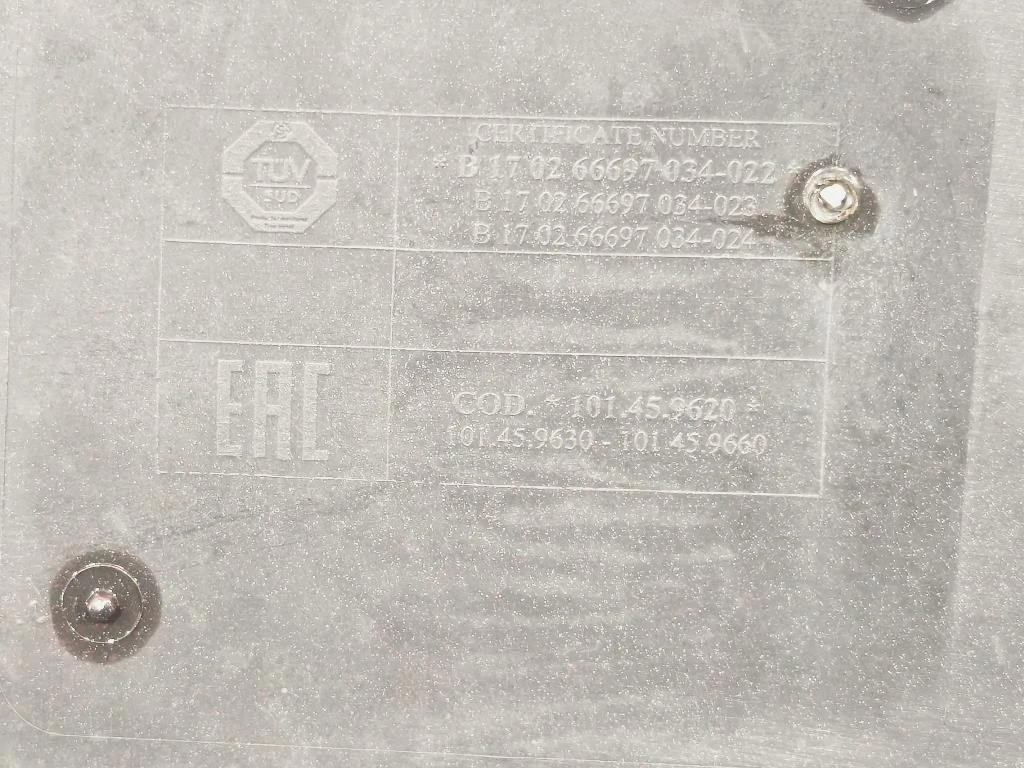 TÜV
SÜD
CERTIFICATE NUMBER
* B 17 02 66697 034-022 *
B 17 02 66697 034-023
B 17 02 66697 034-024
EAC
COD. * 101.45.9620 *
101.45.9630 - 101.45.9660